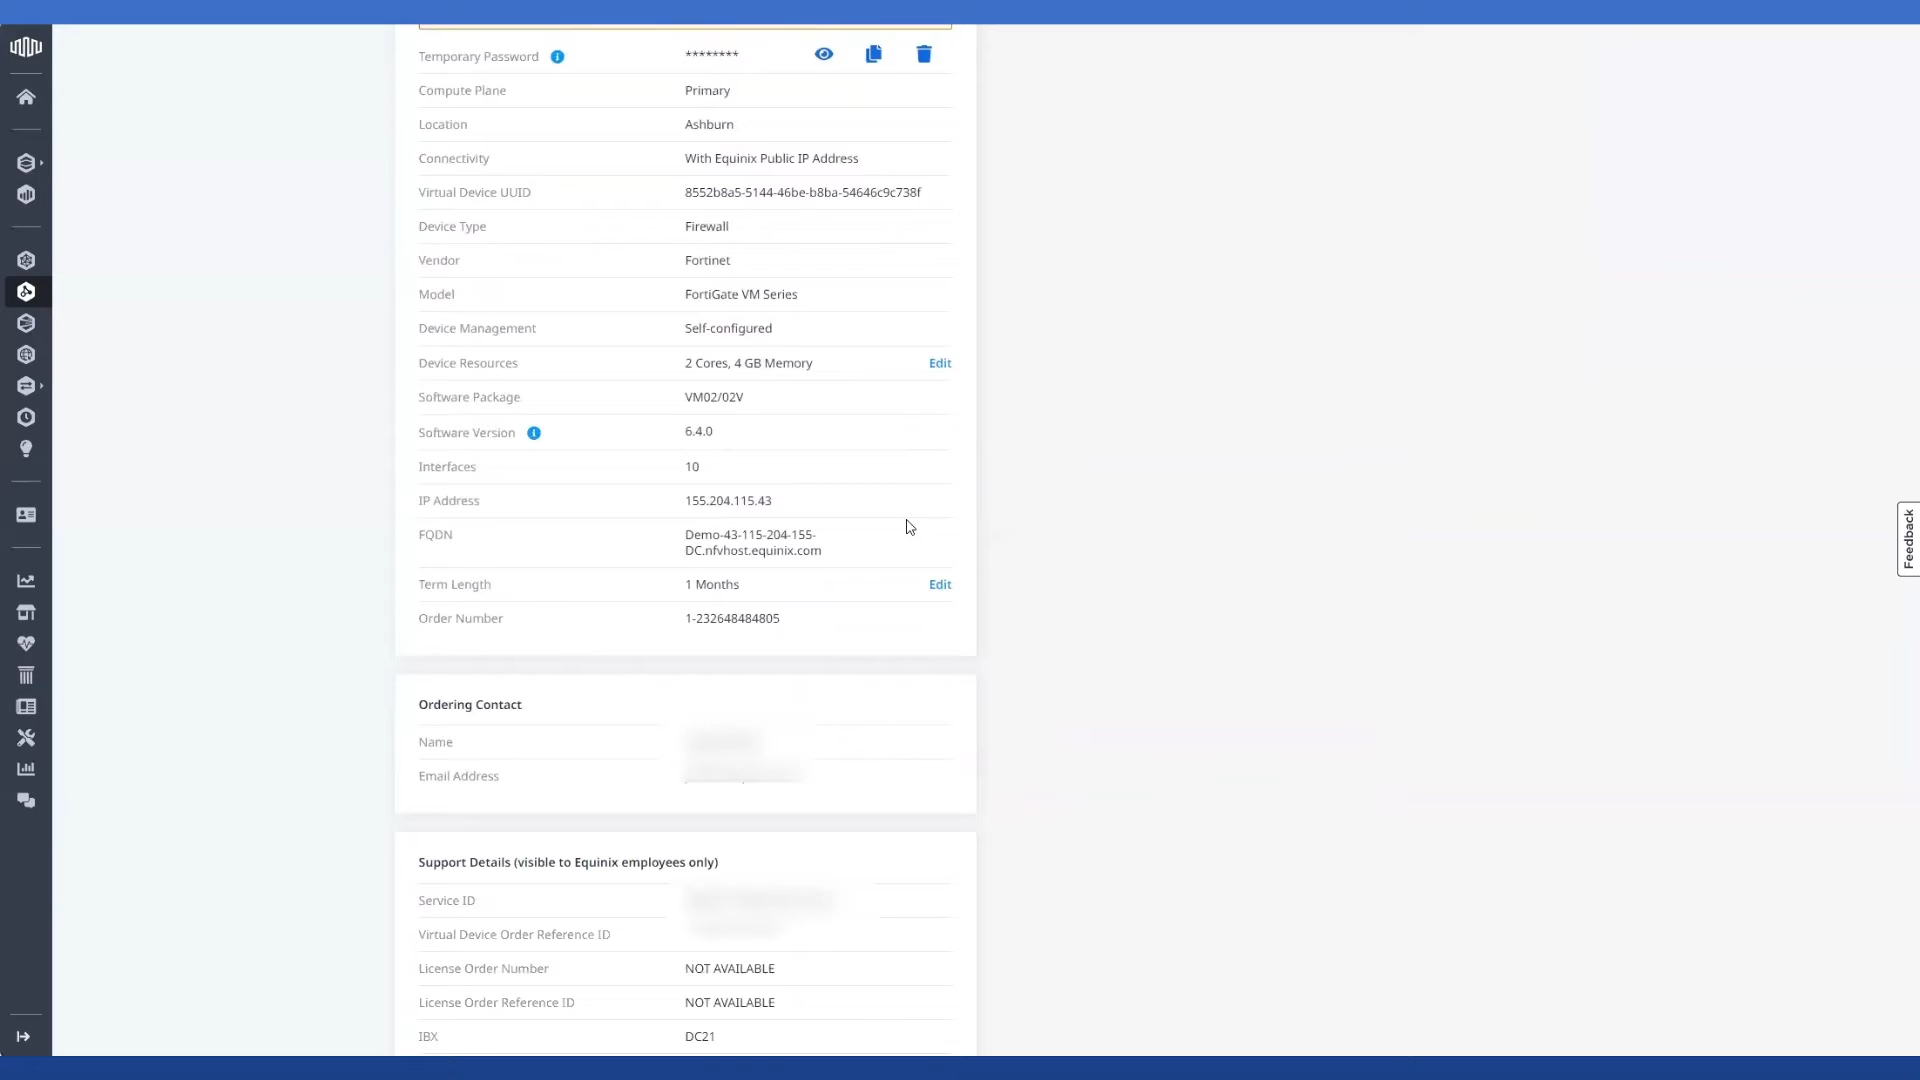 Temporary Password ********
Compute Plane Primary
Location Ashburn
Connectivity With Equinix Public IP Address
Virtual Device UUID 8552b8a5-5144-46be-b8ba-54646c9c738f
Device Type Firewall
Vendor Fortinet
Model FortiGate VM Series
Device Management Self-configured
Device Resources 2 Cores, 4 GB Memory Edit
Software Package VM02/02V
Software Version 6.4.0
Interfaces 10
IP Address 155.204.115.43
FQDN Demo-43-115-204-155-
DC.nfvhost.equinix.com
Term Length 1 Months Edit
Order Number 1-232648484805
Ordering Contact
Name
Email Address
Support Details (visible to Equinix employees only)
Service ID
Virtual Device Order Reference ID
License Order Number NOT AVAILABLE
License Order Reference ID NOT AVAILABLE
IBX DC21
Feedback